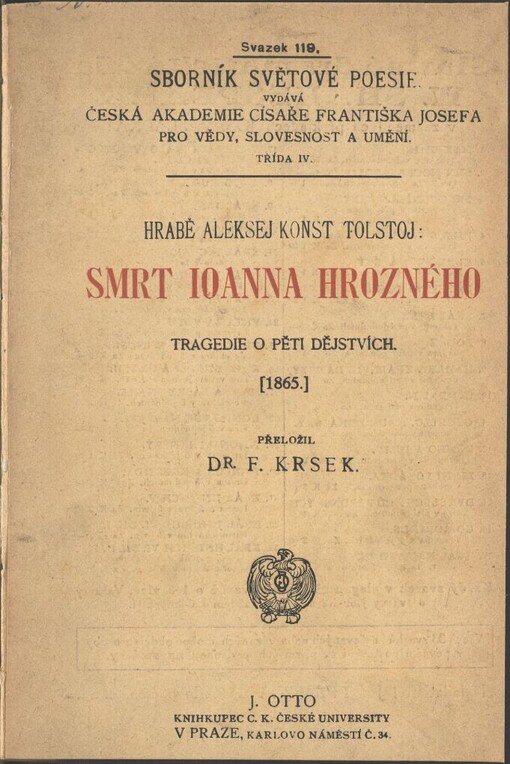 Svazek 119.
SBORNÍK SVĚTOVÉ POESIE.
VYDÁVÁ
ČESKÁ AKADEMIE CÍSAŘE FRANTIŠKA JOSEFA
PRO VĚDY, SLOVESNOST A UMĚNÍ.
TŘÍDA IV.
HRABĚ ALEKSEJ KONST TOLSTOJ:
SMRT IOANNA HROZNÉHO
TRAGEDIE O PĚTI DĚJSTVÍCH.
[1865.]
PŘELOŽIL
DR. F. KRSEK.
J. OTTO
KNIHKUPEC C. K. ČESKÉ UNIVERSITY
V PRAZE, KARLOVO NÁMĚSTÍ Č. 34.